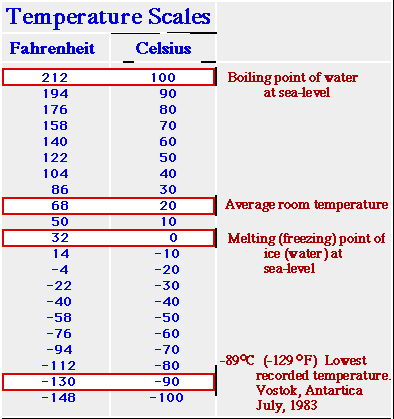 Temperature Scales
Fahrenheit Celsius
212 100 Boiling point of water
194 90 at sea-level
176 80
158 70
140 60
122 50
104 40
86 30
68 20 Average room temperature
50 10
32 0 Melting (freezing) point of
14 -10 ice (water) at
-4 -20 sea-level
-22 -30
-40 -40
-58 -50
-76 -60
-94 -70
-112 -80 -89°C (-129°F) Lowest
recorded temperature.
-130 -90 Vostok, Antartica
-148 -100 July, 1983